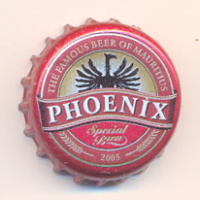 THE FAMOUS BEER OF MAURITIUS
PHOENIX
Special
Brew
2005